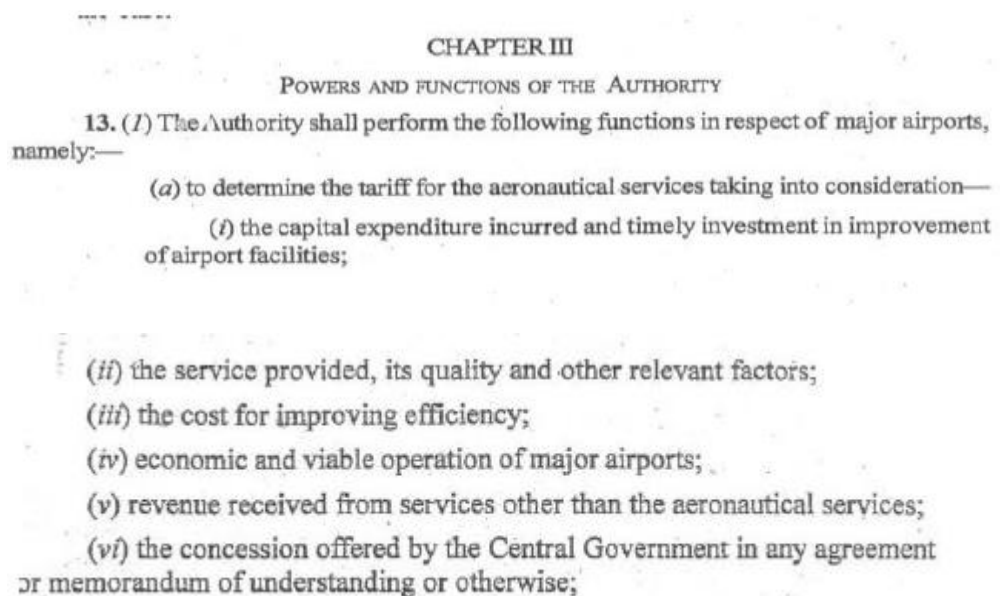 CHAPTER III
POWERS AND FUNCTIONS OF THE AUTHORITY
13. (1) The Authority shall perform the following functions in respect of major airports,
namely:—
(a) to determine the tariff for the aeronautical services taking into consideration—
(i) the capital expenditure incurred and timely investment in improvement
of airport facilities;
(ii) the service provided, its quality and other relevant factors;
(iii) the cost for improving efficiency;
(iv) economic and viable operation of major airports;
(v) revenue received from services other than the aeronautical services;
(vi) the concession offered by the Central Government in any agreement
or memorandum of understanding or otherwise;